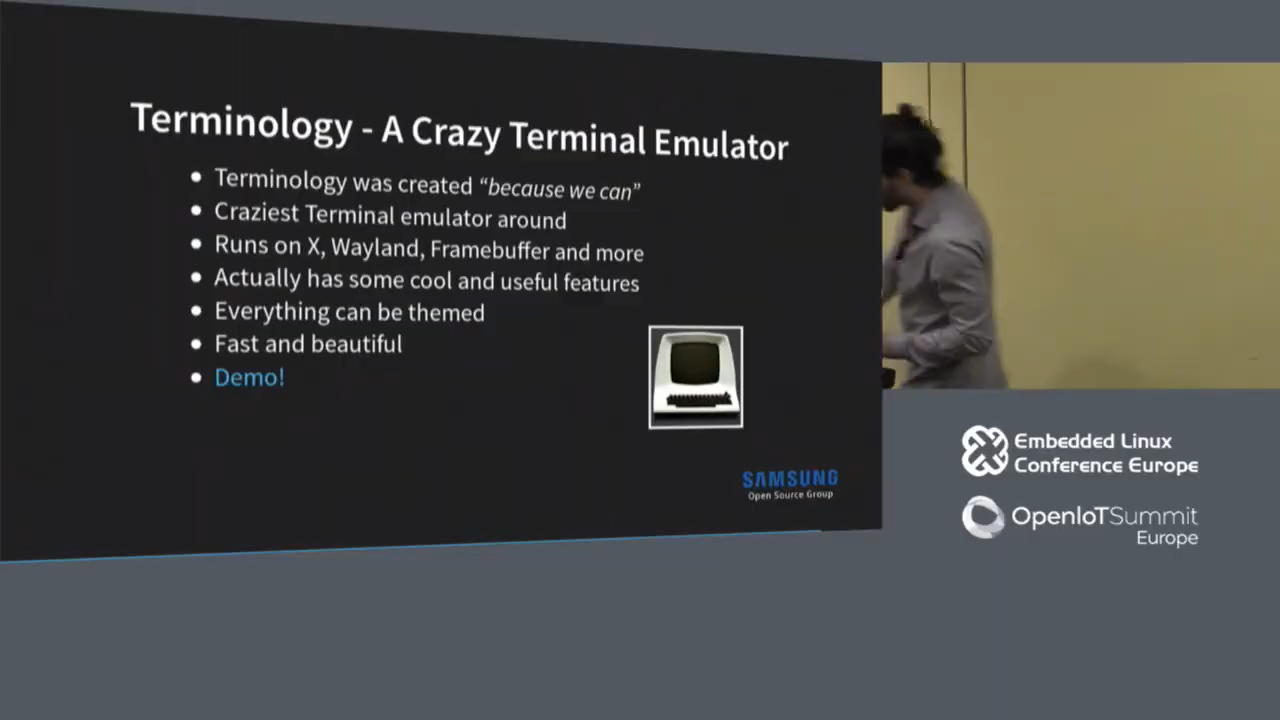 Terminology - A Crazy Terminal Emulator
Terminology was created “because we can”
Craziest Terminal emulator around
Runs on X, Wayland, Framebuffer and more
Actually has some cool and useful features
Everything can be themed
Fast and beautiful
Demo!
SAMSUNG
Open Source Group
Embedded Linux
Conference Europe
OpenIoTSummit
Europe